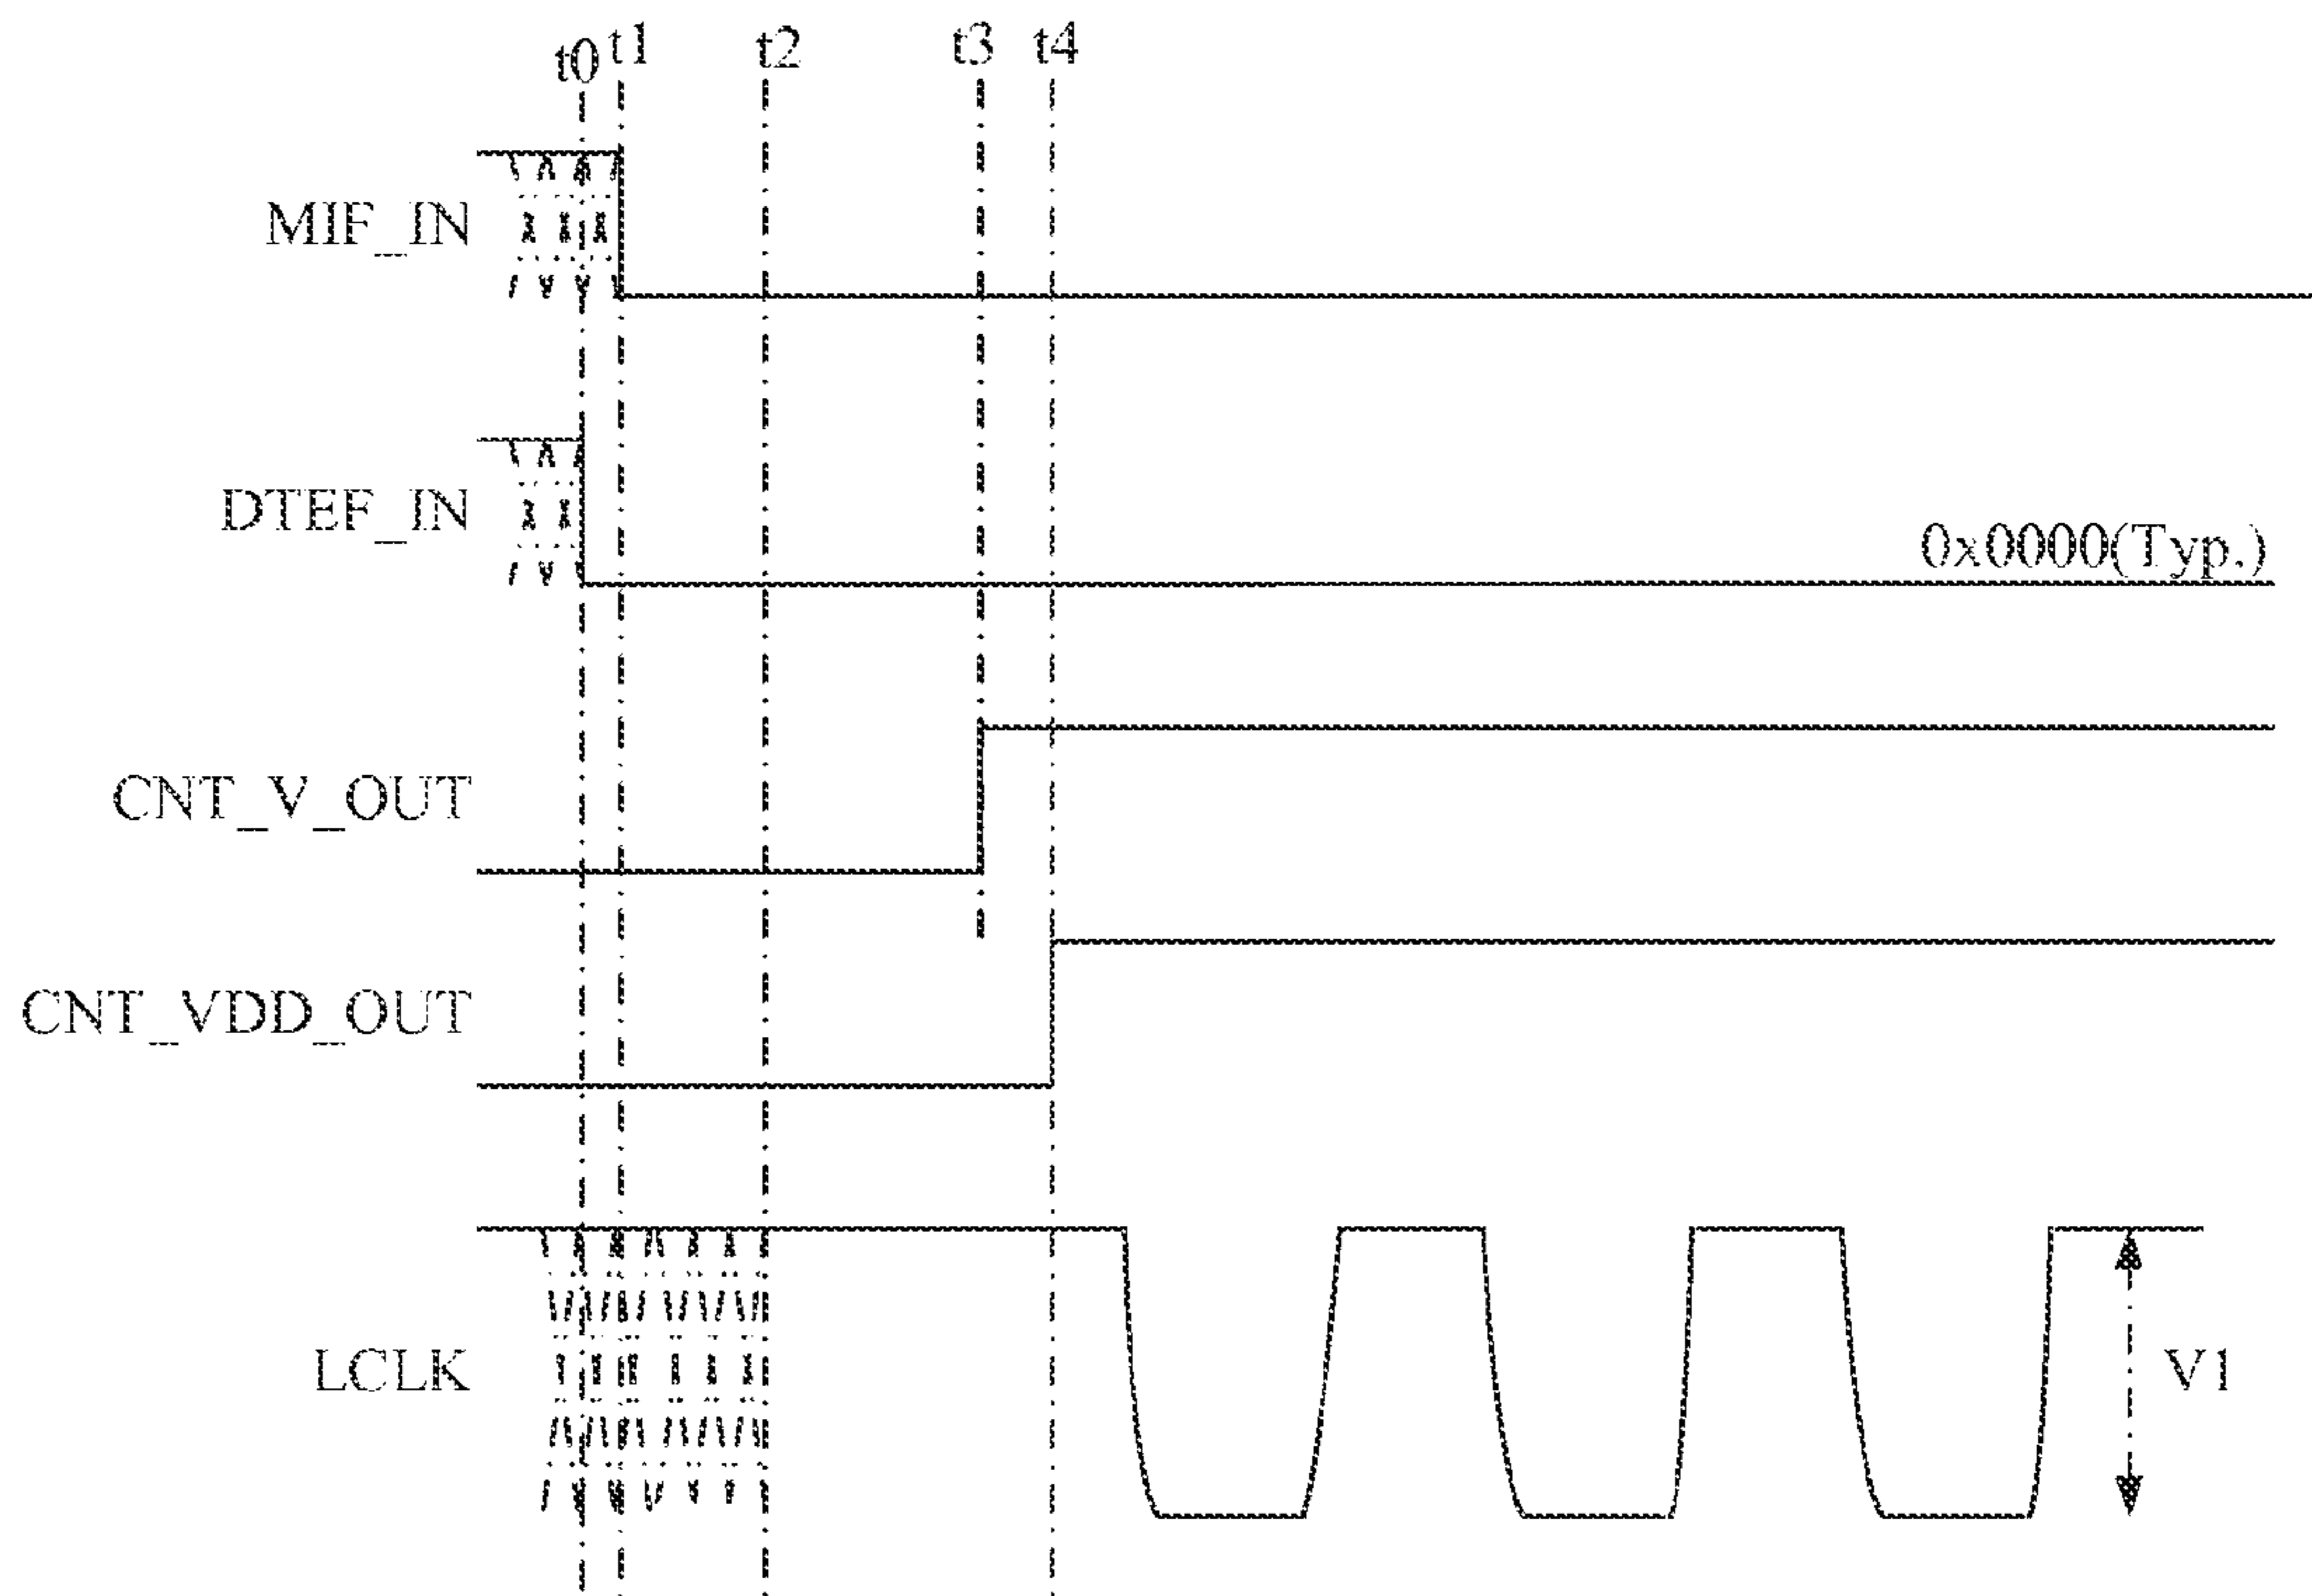 t0 t1 t2 t3 t4
MIF_IN
DTEF_IN
0x0000(Typ.)
CNT_V_OUT
CNT_VDD_OUT
LCLK
V1